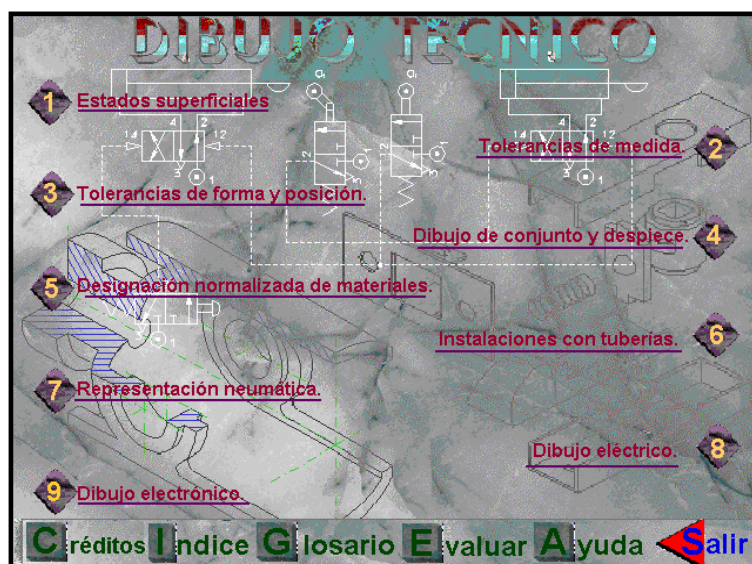 DIBUJO TECNICO
1 Estados superficiales
Tolerancias de medida. 2
3 Tolerancias de forma y posición.
Dibujo de conjunto y despiece. 4
5 Designación normalizada de materiales.
Instalaciones con tuberías. 6
7 Representación neumática.
Dibujo eléctrico. 8
9 Dibujo electrónico.
Créditos Indice Glosario Evaluar Ayuda Salir